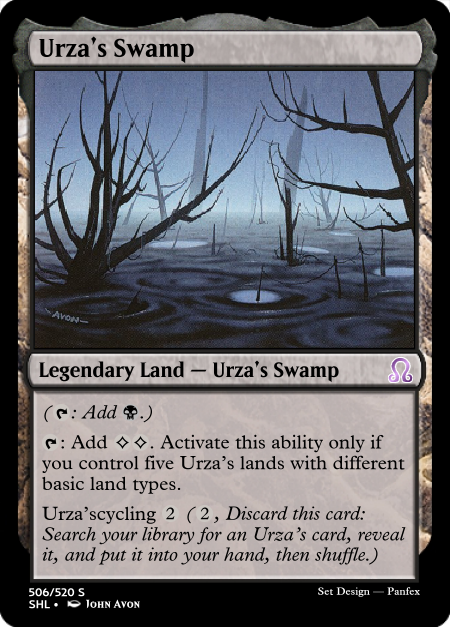 Urza's Swamp
AVON
Legendary Land — Urza's Swamp
( : Add .)
: Add . Activate this ability only if
you control five Urza's lands with different
basic land types.
Urza'scycling 2 ( 2 , Discard this card:
Search your library for an Urza's card, reveal
it, and put it into your hand, then shuffle.)
506/520 S
Set Design — Panfex
SHL • John Avon